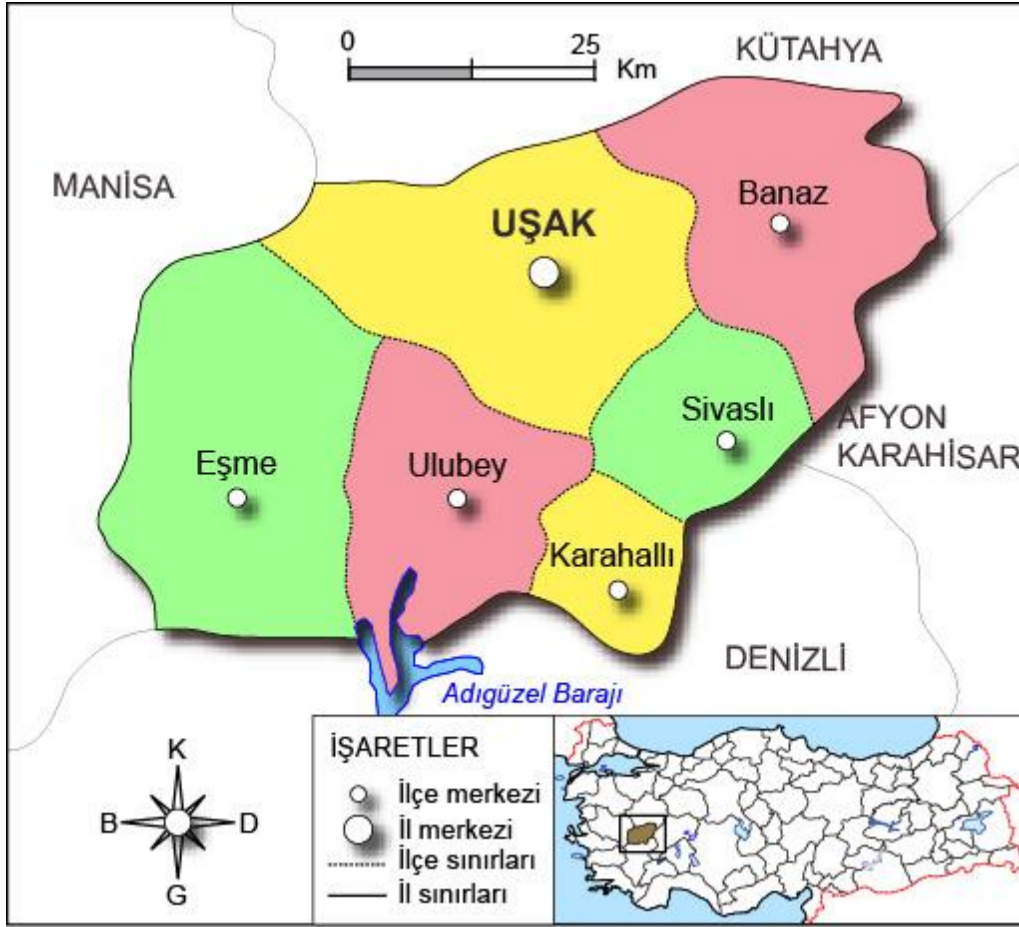 0 25
Km
KÜTAHYA
MANİSA
Banaz
UŞAK
Sivaslı
AFYON
KARAHİSAR
Eşme
Ulubey
Karahallı
DENİZLİ
Adıgüzel Barajı
K
B D
G
İŞARETLER
İlçe merkezi
İl merkezi
İlçe sınırları
İl sınırları